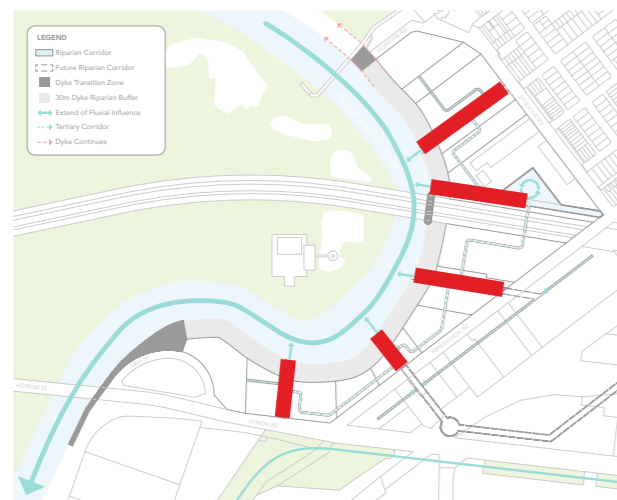 LEGEND
Riparian Corridor
Future Riparian Corridor
Dyke Transition Zone
30m Dyke Riparian Buffer
Extend of Fluvial Influence
Tertiary Corridor
Dyke Continues